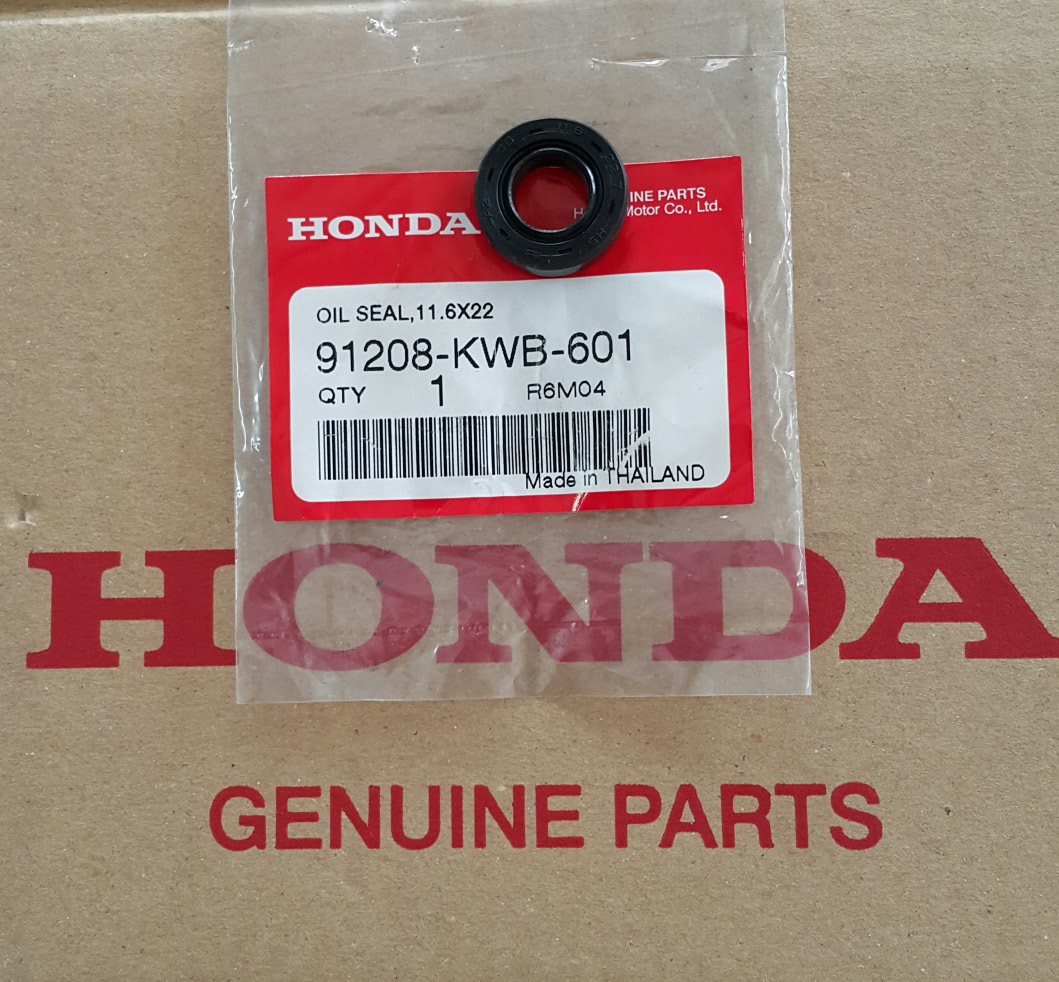 HONDA
INE PARTS
Motor Co., Ltd.
OIL SEAL,11.6X22
91208-KWB-601
QTY 1 R6M04
Made in THAILAND
HONDA
GENUINE PARTS